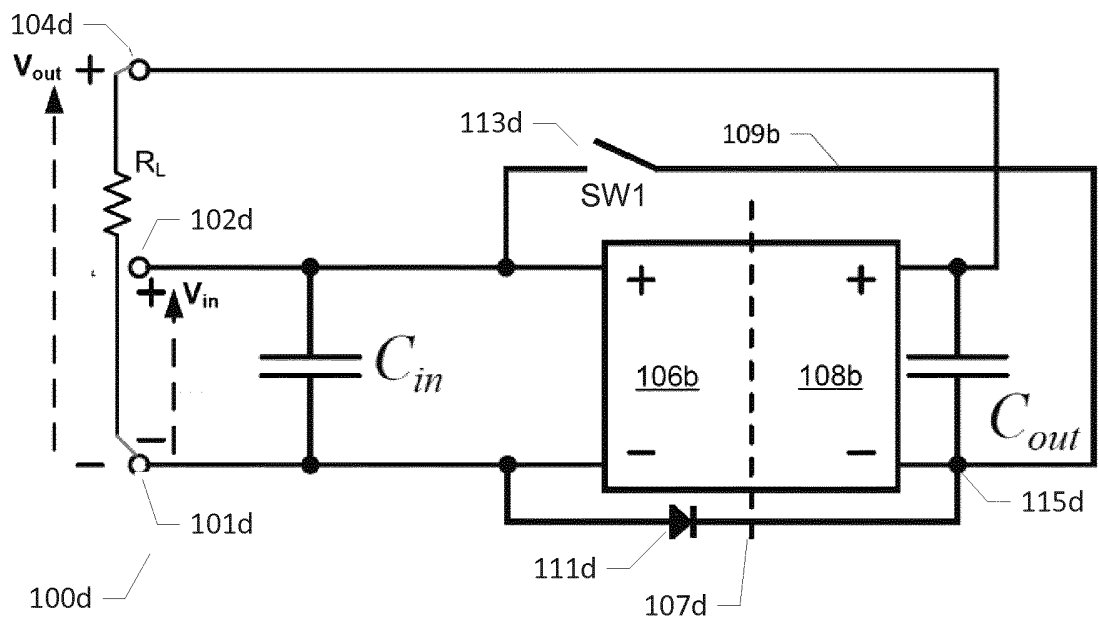 104d
Vout +
113d
109b
RL
SW1
102d
+ Vin
+ +
Cin
106b 108b
Cout
−
− − −
101d
115d
111d
100d
107d